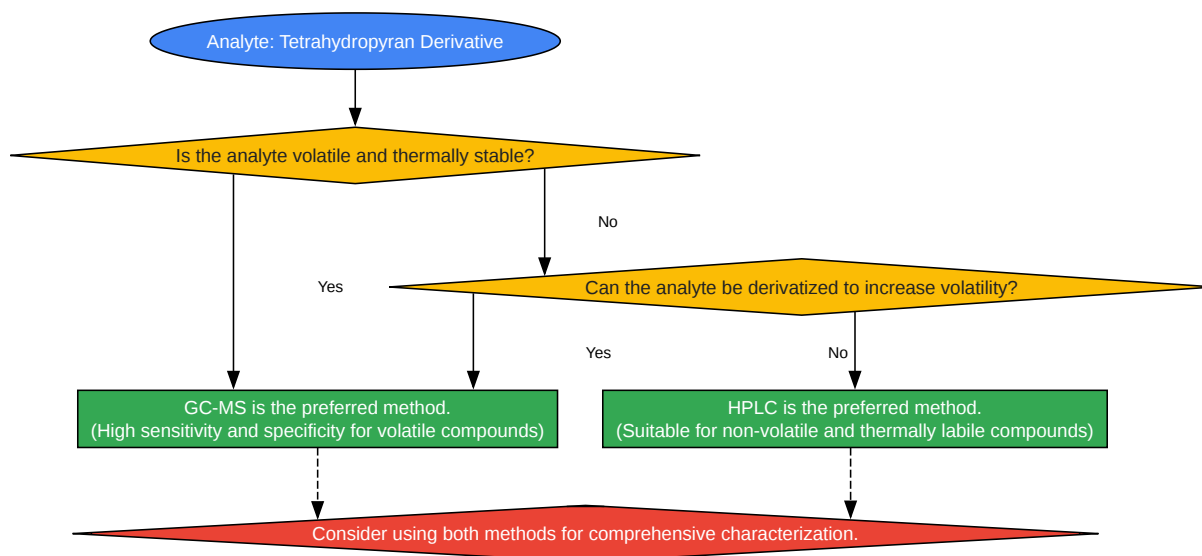 Analyte: Tetrahydropyran Derivative
Is the analyte volatile and thermally stable?
No
Yes
Can the analyte be derivatized to increase volatility?
Yes
No
GC-MS is the preferred method.
(High sensitivity and specificity for volatile compounds)
HPLC is the preferred method.
(Suitable for non-volatile and thermally labile compounds)
Consider using both methods for comprehensive characterization.